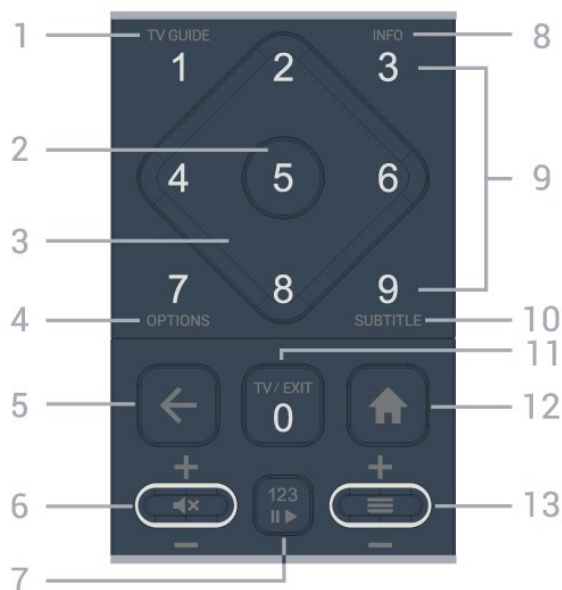 1 TV GUIDE INFO 8
1 2 3
2
4 5 6 9
3
7 8 9
4 OPTIONS SUBTITLE 10
11
TV / EXIT
5 0 12
+ +
6 13
123
- -
7